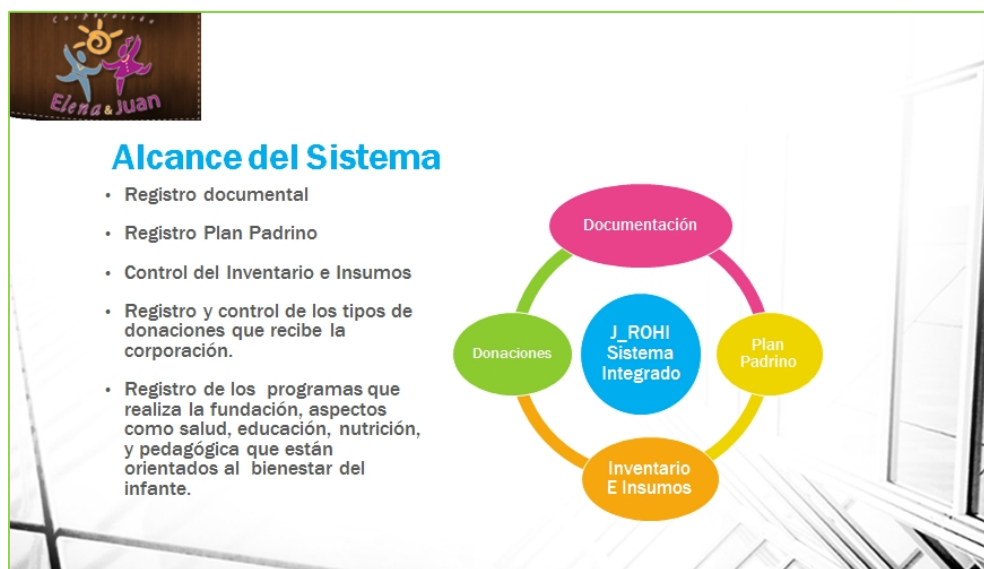 Corporación
Elena & Juan
Alcance del Sistema
• Registro documental
• Registro Plan Padrino
• Control del Inventario e Insumos
• Registro y control de los tipos de
donaciones que recibe la
corporación.
• Registro de los programas que
realiza la fundación, aspectos
como salud, educación, nutrición,
y pedagógica que están
orientados al bienestar del
infante.
Documentación
Donaciones
J_ROHI
Sistema
Integrado
Plan
Padrino
Inventario
E Insumos